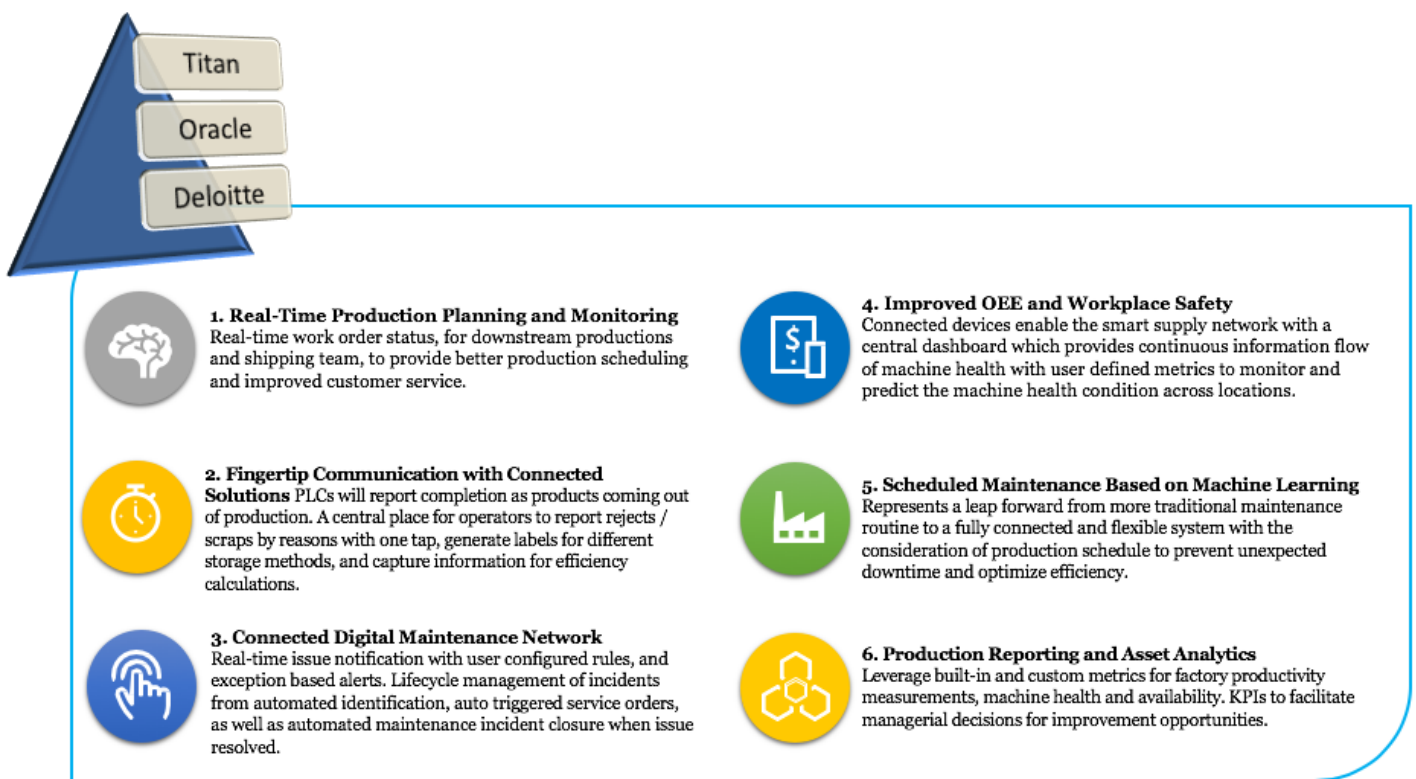 Titan
Oracle
Deloitte
1. Real-Time Production Planning and Monitoring
Real-time work order status, for downstream productions
and shipping team, to provide better production scheduling
and improved customer service.
2. Fingertip Communication with Connected
Solutions PLCs will report completion as products coming out
of production. A central place for operators to report rejects /
scraps by reasons with one tap, generate labels for different
storage methods, and capture information for efficiency
calculations.
3. Connected Digital Maintenance Network
Real-time issue notification with user configured rules, and
exception based alerts. Lifecycle management of incidents
from automated identification, auto triggered service orders,
as well as automated maintenance incident closure when issue
resolved.
4. Improved OEE and Workplace Safety
Connected devices enable the smart supply network with a
central dashboard which provides continuous information flow
of machine health with user defined metrics to monitor and
predict the machine health condition across locations.
5. Scheduled Maintenance Based on Machine Learning
Represents a leap forward from more traditional maintenance
routine to a fully connected and flexible system with the
consideration of production schedule to prevent unexpected
downtime and optimize efficiency.
6. Production Reporting and Asset Analytics
Leverage built-in and custom metrics for factory productivity
measurements, machine health and availability. KPIs to facilitate
managerial decisions for improvement opportunities.